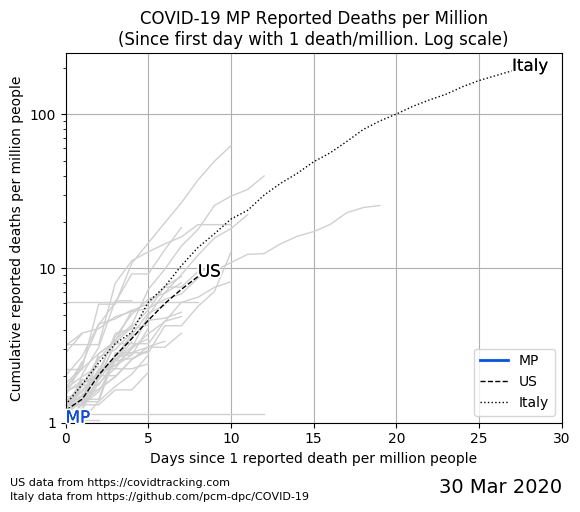 COVID-19 MP Reported Deaths per Million
(Since first day with 1 death/million. Log scale)
Cumulative reported deaths per million people
100
10
1
Italy
US
MP
MP
US
Italy
0 5 10 15 20 25 30
Days since 1 reported death per million people
US data from https://covidtracking.com
Italy data from https://github.com/pcm-dpc/COVID-19
30 Mar 2020